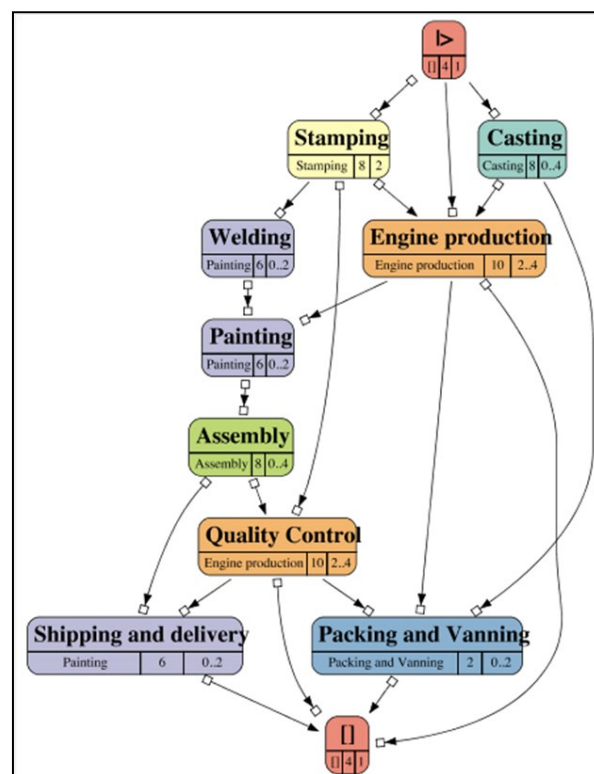 |>
[] 4 1
Stamping
Stamping 8 2
Casting
Casting 8 0..4
Welding
Painting 6 0..2
Engine production
Engine production 10 2..4
Painting
Painting 6 0..2
Assembly
Assembly 8 0..4
Quality Control
Engine production 10 2..4
Shipping and delivery
Painting 6 0..2
Packing and Vanning
Packing and Vanning 2 0..2
[]
[] 4 1